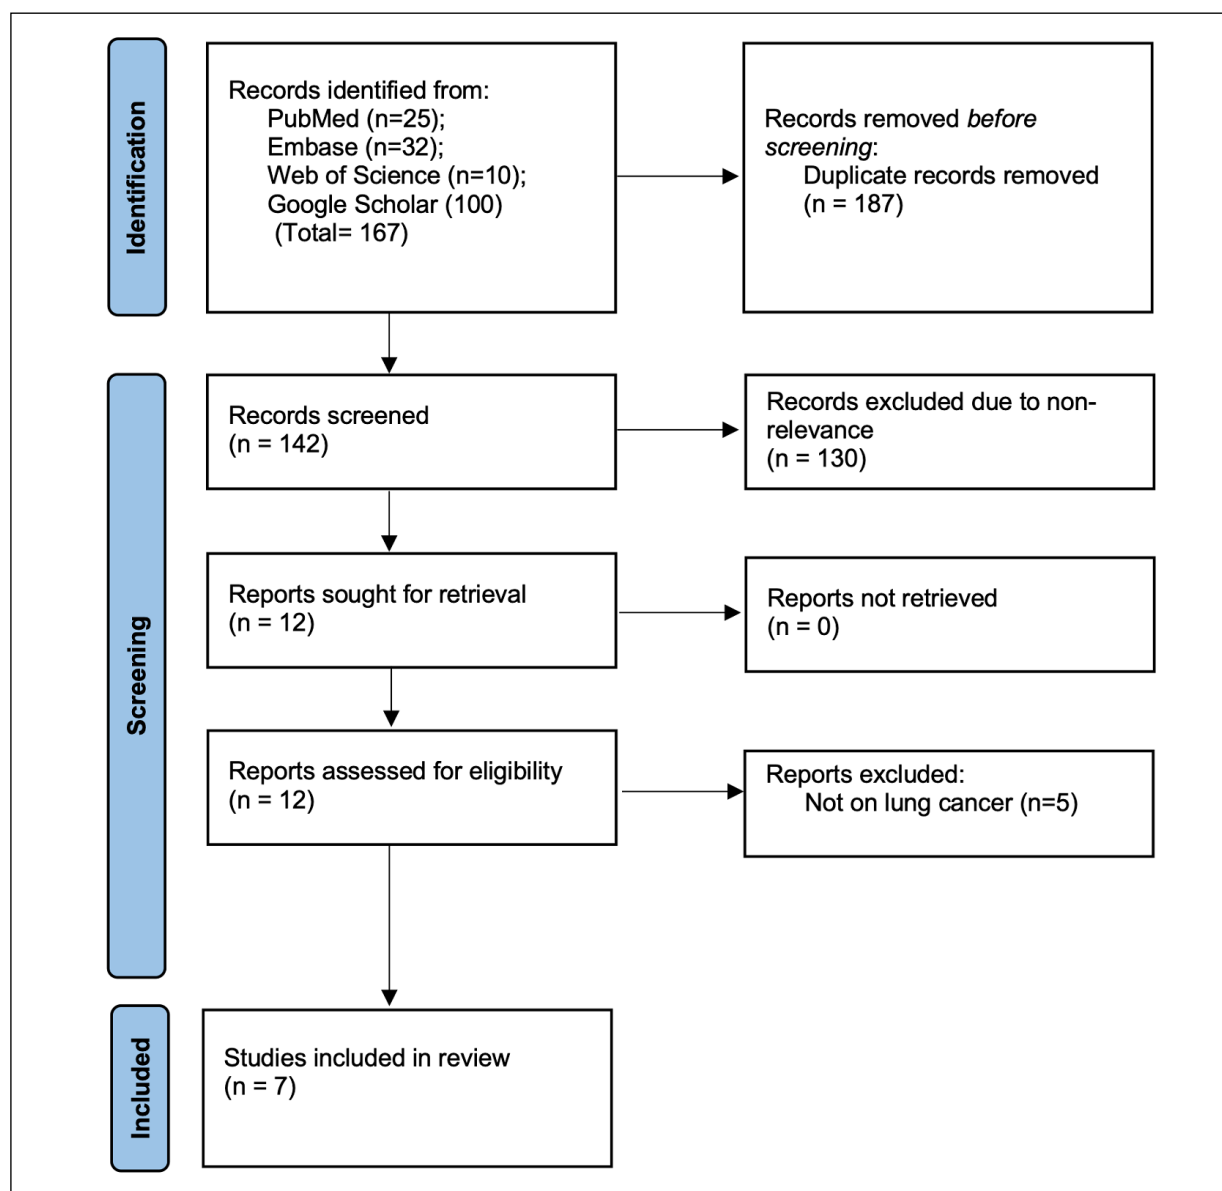 Identification
Records identified from:
PubMed (n=25);
Embase (n=32);
Web of Science (n=10);
Google Scholar (100)
(Total= 167)
Records removed before
screening:
Duplicate records removed
(n = 187)
Screening
Records screened
(n = 142)
Records excluded due to non-
relevance
(n = 130)
Reports sought for retrieval
(n = 12)
Reports not retrieved
(n = 0)
Reports assessed for eligibility
(n = 12)
Reports excluded:
Not on lung cancer (n=5)
Included
Studies included in review
(n = 7)